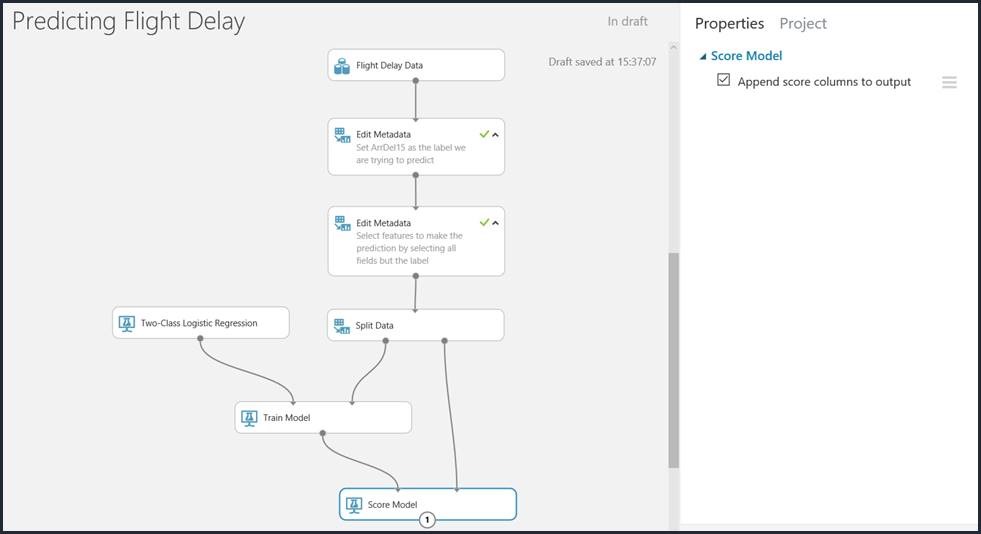 Predicting Flight Delay
In draft
Properties Project
Draft saved at 15:37:07
Score Model
Append score columns to output
Flight Delay Data
Edit Metadata
Set ArrDel15 as the label we
are trying to predict
Edit Metadata
Select features to make the
prediction by selecting all
fields but the label
Two-Class Logistic Regression
Split Data
Train Model
Score Model
1